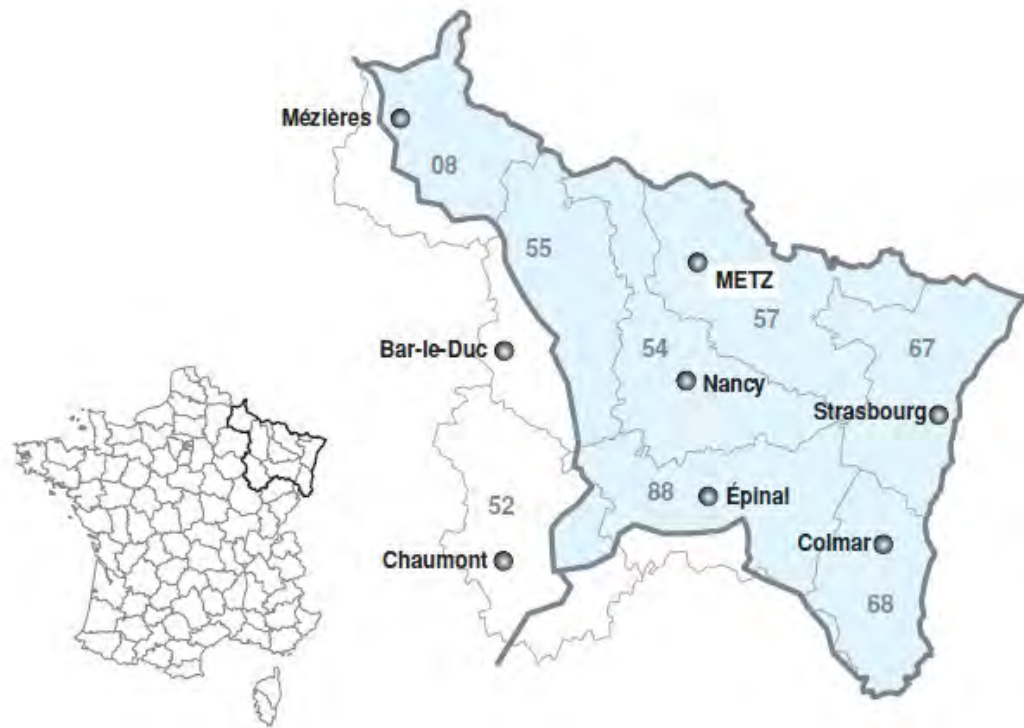 Mézières
08
55
METZ
57
Bar-le-Duc
54
67
Nancy
Strasbourg
88
Épinal
52
Colmar
Chaumont
68